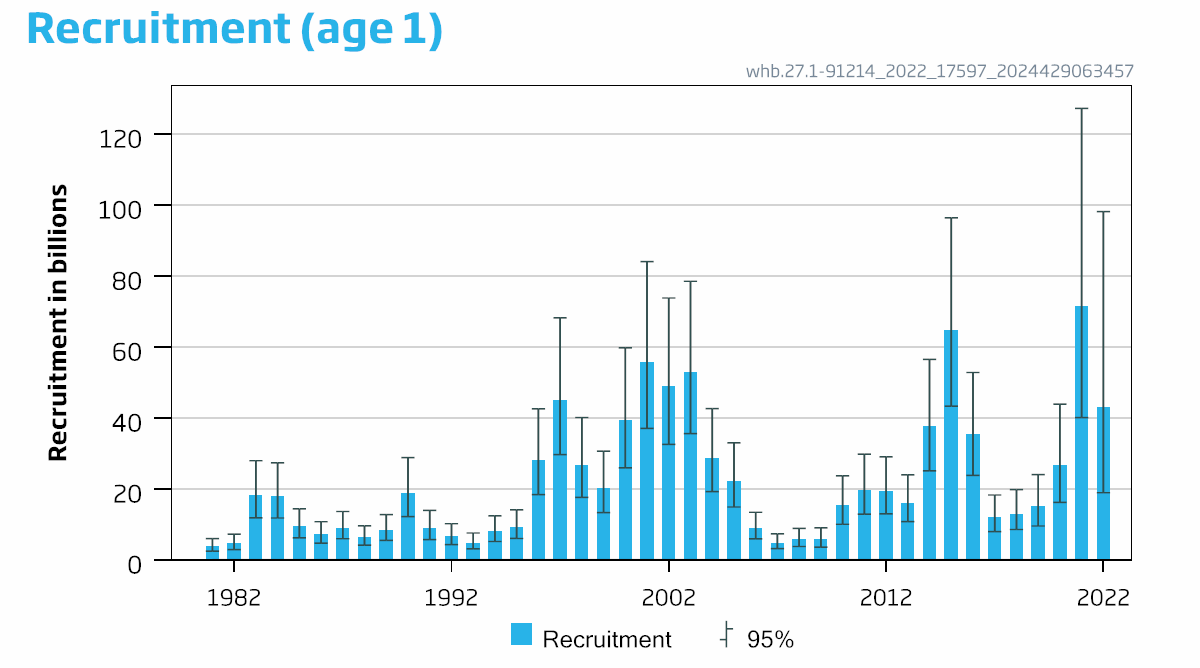 Recruitment (age 1)
whb.27.1-91214_2022_17597_2024429063457
Recruitment in billions
120
100
80
60
40
20
0
1982 1992 2002 2012 2022
Recruitment 95%